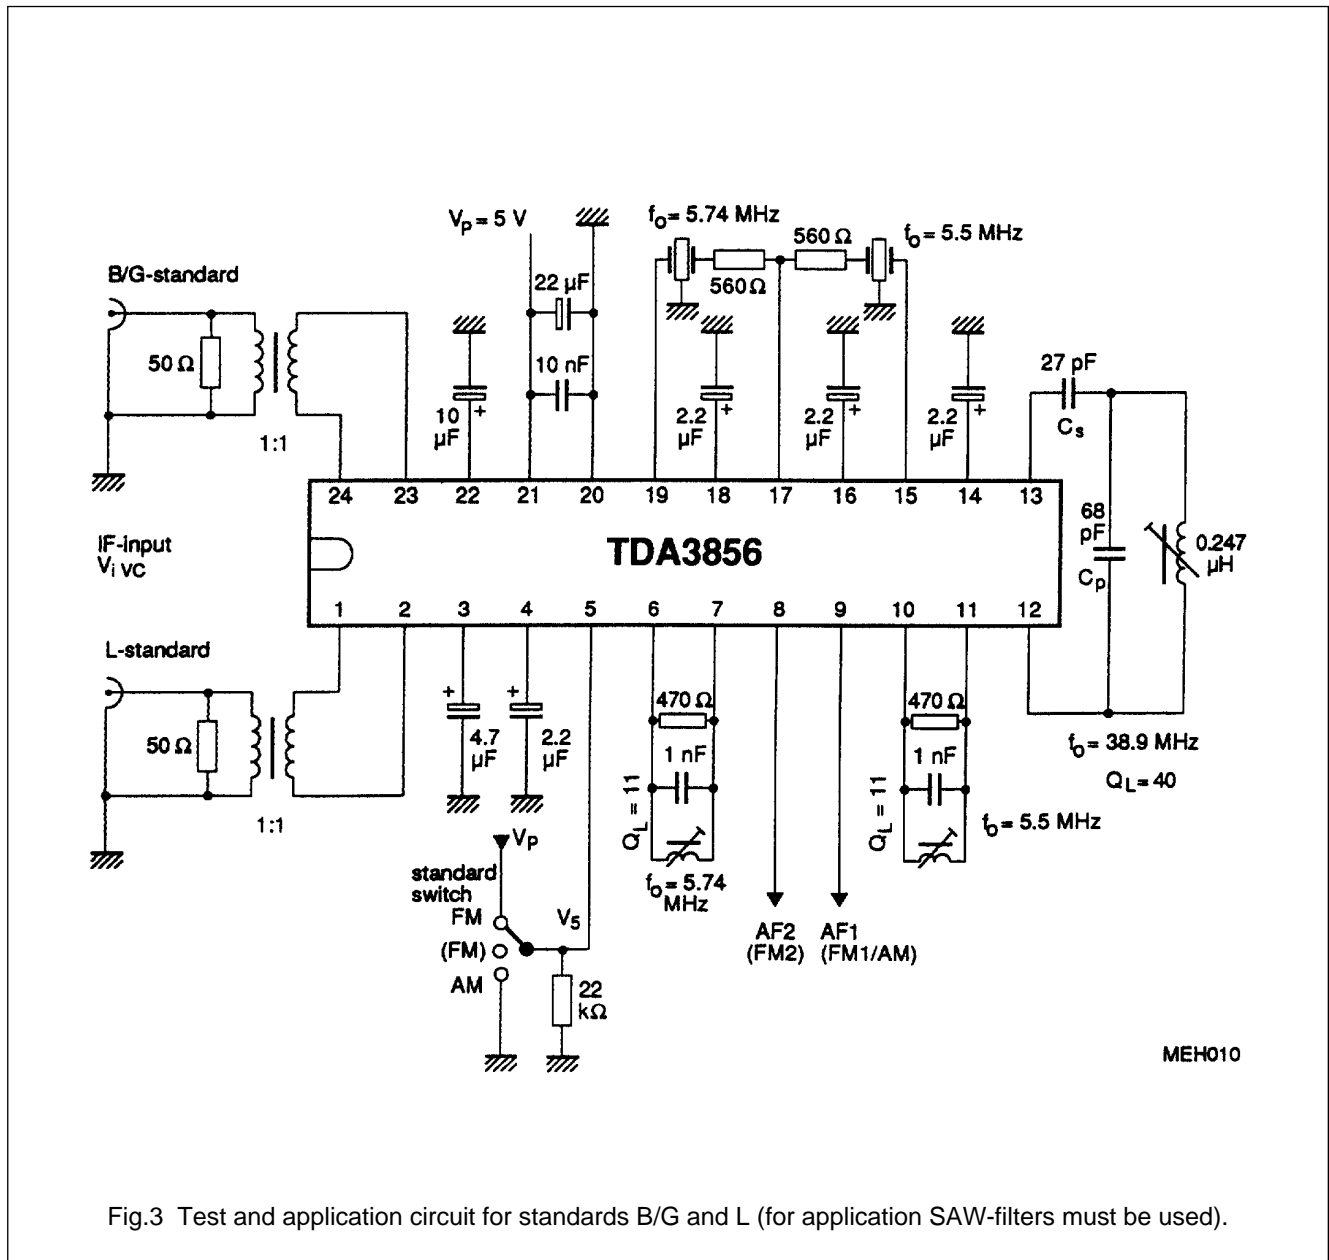 V_P = 5 V
f_o = 5.74 MHz
560 Ω
f_o = 5.5 MHz
560 Ω
B/G-standard
22 µF
50 Ω
10 nF
1:1
10 µF
+
2.2 µF
+
2.2 µF
+
2.2 µF
+
27 pF
C_s
24 23 22 21 20 19 18 17 16 15 14 13
IF-input
V_i VC
TDA3856
68 pF
C_p
0.247 µH
1 2 3 4 5 6 7 8 9 10 11 12
L-standard
50 Ω
1:1
+
4.7 µF
+
2.2 µF
470 Ω
1 nF
Q_L = 11
f_o = 5.74 MHz
470 Ω
1 nF
Q_L = 11
f_o = 5.5 MHz
f_o = 38.9 MHz
Q_L = 40
V_P
standard switch
FM
(FM)
AM
V_5
22 kΩ
AF2
(FM2)
AF1
(FM1/AM)
MEH010
Fig.3 Test and application circuit for standards B/G and L (for application SAW-filters must be used).